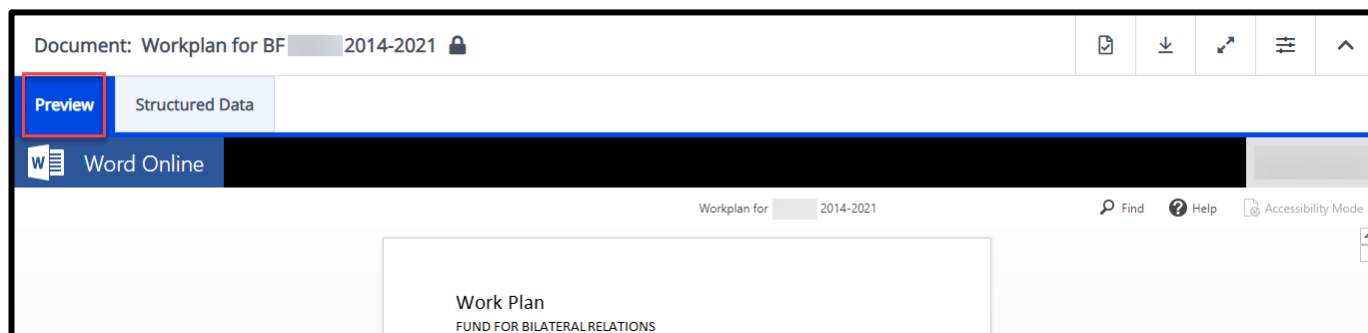 Document: Workplan for BF 2014-2021
Preview Structured Data
W Word Online
Workplan for 2014-2021 Find ? Help Accessibility Mode
Work Plan
FUND FOR BILATERAL RELATIONS